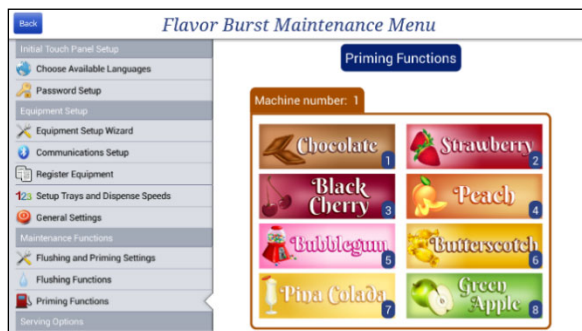 Back
Flavor Burst Maintenance Menu
Initial Touch Panel Setup
Choose Available Languages
Password Setup
Equipment Setup
Equipment Setup Wizard
Communications Setup
Register Equipment
123 Setup Trays and Dispense Speeds
General Settings
Maintenance Functions
Flushing and Priming Settings
Flushing Functions
Priming Functions
Serving Options
Priming Functions
Machine number: 1
Chocolate 1
Strawberry 2
Black
Cherry 3
Peach 4
Bubblegum 5
Butterscotch 6
Pina Colada 7
Green
Apple 8